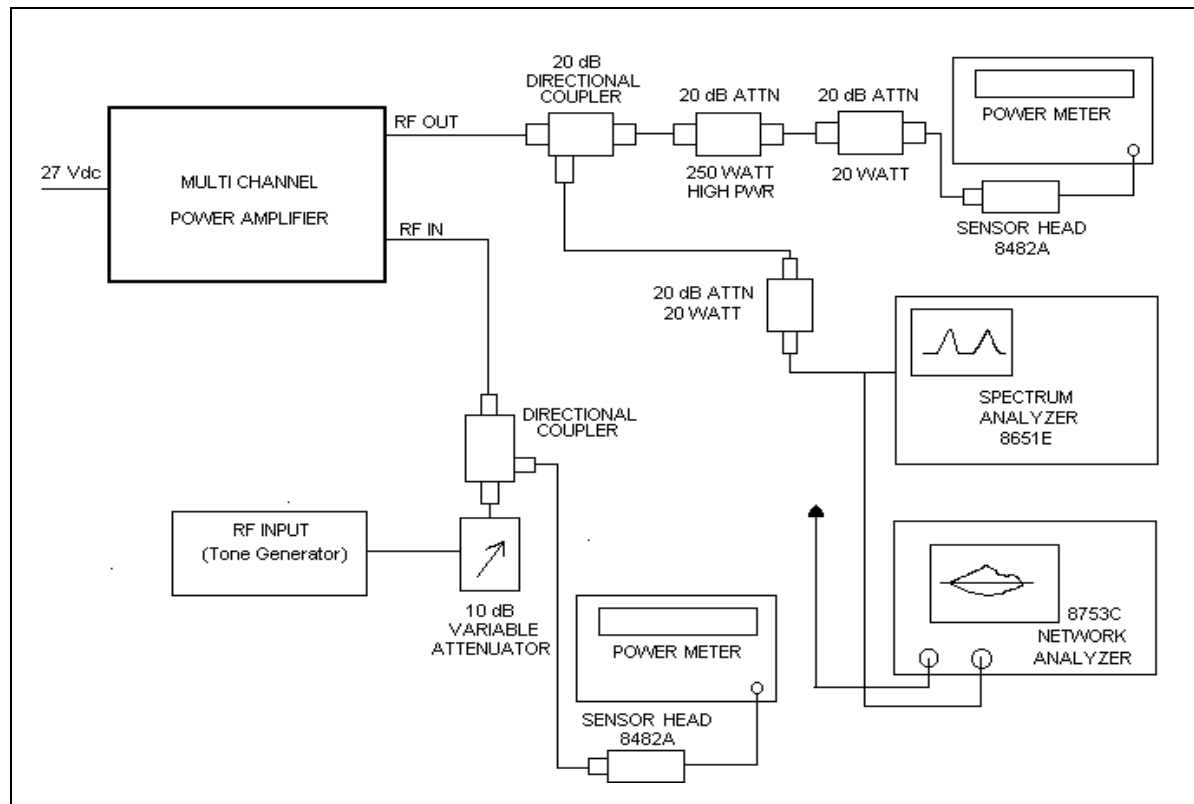 27 Vdc
MULTI CHANNEL
POWER AMPLIFIER
RF OUT
RF IN
20 dB
DIRECTIONAL
COUPLER
20 dB ATTN
250 WATT
HIGH PWR
20 dB ATTN
20 WATT
POWER METER
SENSOR HEAD
8482A
20 dB ATTN
20 WATT
SPECTRUM
ANALYZER
8651E
DIRECTIONAL
COUPLER
RF INPUT
(Tone Generator)
10 dB
VARIABLE
ATTENUATOR
POWER METER
SENSOR HEAD
8482A
8753C
NETWORK
ANALYZER